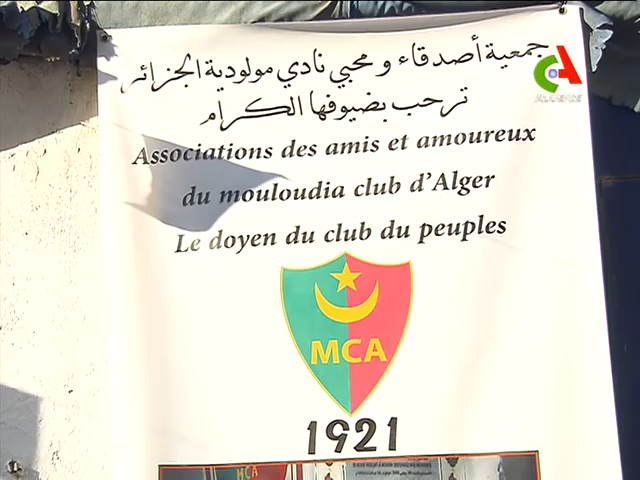 جمعية أصدقاء و محبي نادي مولودية الجزائر
ترحب بضيوفها الكرام
Associations des amis et amoureux
du mouloudia club d'Alger
Le doyen du club du peuples
MCA
1921
MCA